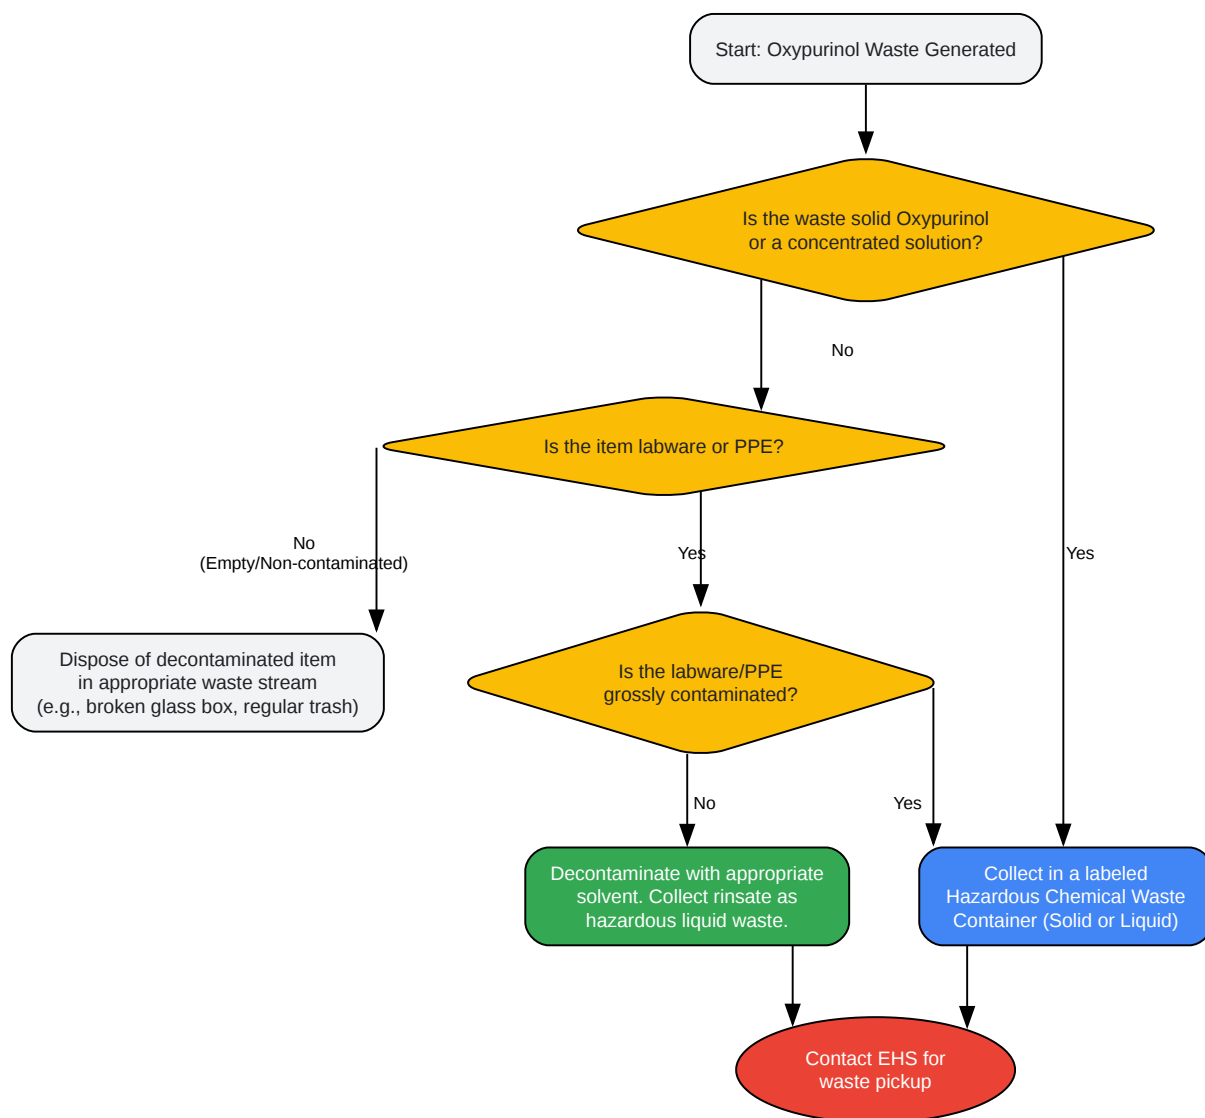 Start: Oxypurinol Waste Generated
Is the waste solid Oxypurinol
or a concentrated solution?
No
Is the item labware or PPE?
No
(Empty/Non-contaminated)
Yes
Yes
Dispose of decontaminated item
in appropriate waste stream
(e.g., broken glass box, regular trash)
Is the labware/PPE
grossly contaminated?
No
Yes
Decontaminate with appropriate
solvent. Collect rinsate as
hazardous liquid waste.
Collect in a labeled
Hazardous Chemical Waste
Container (Solid or Liquid)
Contact EHS for
waste pickup